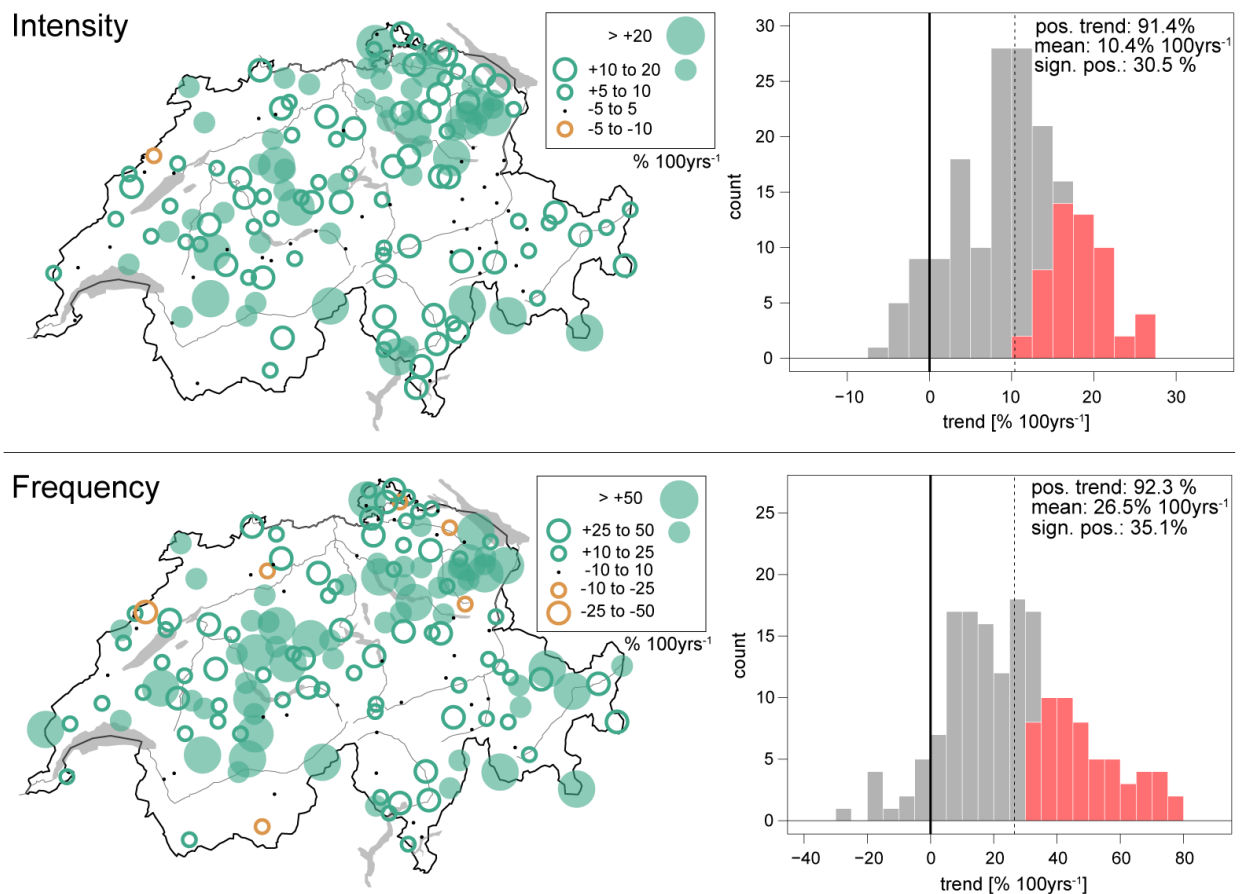 Intensity
> +20
+10 to 20
+5 to 10
-5 to 5
-5 to -10
% 100yrs⁻¹
pos. trend: 91.4%
mean: 10.4% 100yrs⁻¹
sign. pos.: 30.5 %
30
25
20
15
10
5
0
count
−10
0
10
20
30
trend [% 100yrs⁻¹]
Frequency
> +50
+25 to 50
+10 to 25
-10 to 10
-10 to -25
-25 to -50
% 100yrs⁻¹
pos. trend: 92.3 %
mean: 26.5% 100yrs⁻¹
sign. pos.: 35.1%
25
20
15
10
5
0
count
−40
−20
0
20
40
60
80
trend [% 100yrs⁻¹]